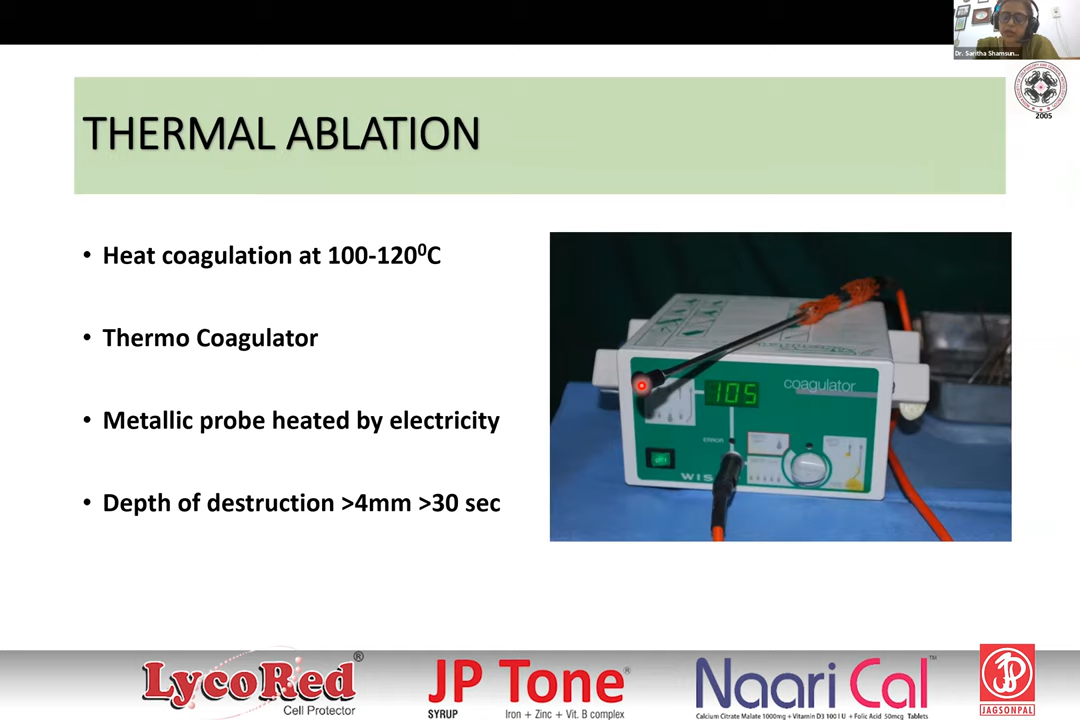 Dr. Saritha Shamsun...
2005
THERMAL ABLATION
• Heat coagulation at 100-120⁰C
• Thermo Coagulator
• Metallic probe heated by electricity
• Depth of destruction >4mm >30 sec
coagulator
105
ERROR
WIS
LycoRed®
Cell Protector
JP Tone®
SYRUP Iron + Zinc + Vit. B complex
Naari Cal™
Calcium Citrate Malate 1000mg + Vitamin D3 100 I U + Folic Acid 50mcg Tablets
JAGSONPAL